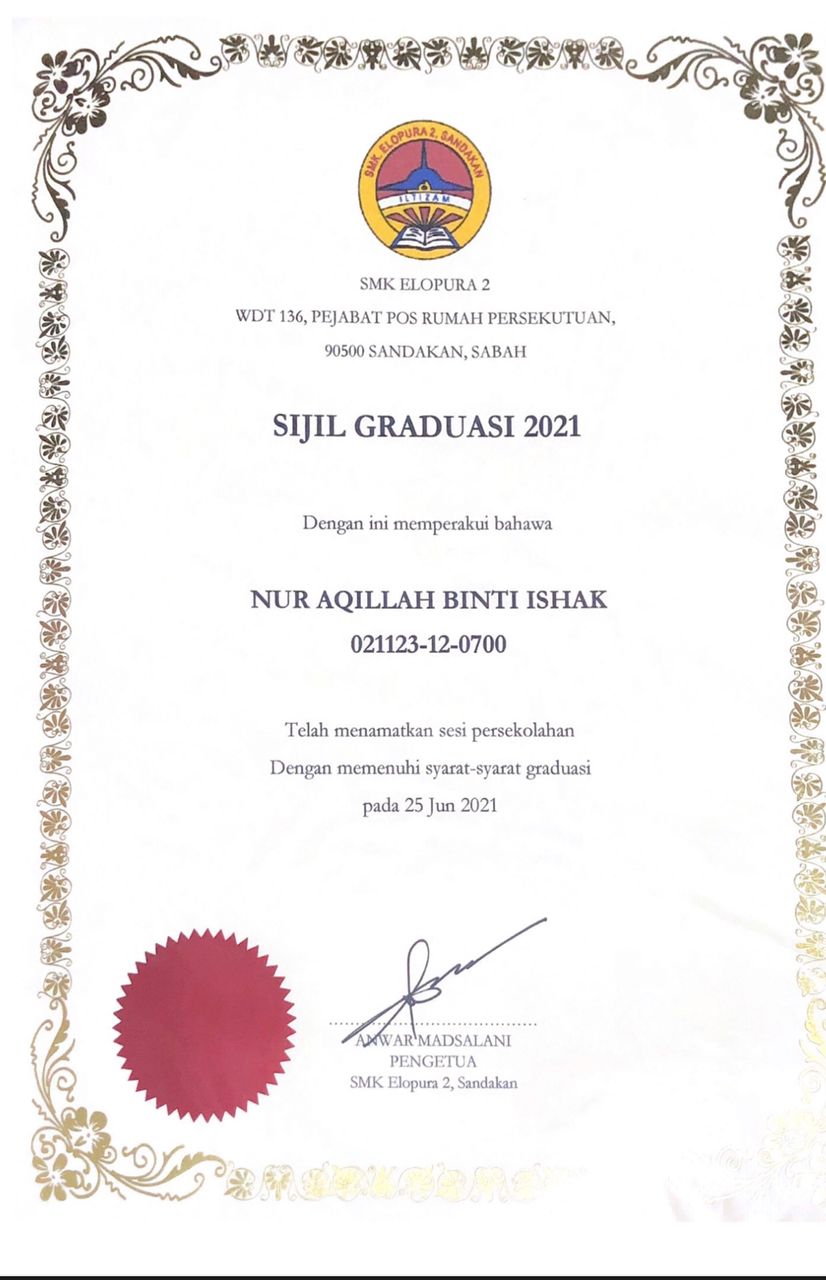 SMK. ELOPURA 2, SANDAKAN
ILTIZAM
SMK ELOPURA 2
WDT 136, PEJABAT POS RUMAH PERSEKUTUAN,
90500 SANDAKAN, SABAH
SIJIL GRADUASI 2021
Dengan ini memperakui bahawa
NUR AQILLAH BINTI ISHAK
021123-12-0700
Telah menamatkan sesi persekolahan
Dengan memenuhi syarat-syarat graduasi
pada 25 Jun 2021
ANWAR MADSALANI
PENGETUA
SMK Elopura 2, Sandakan